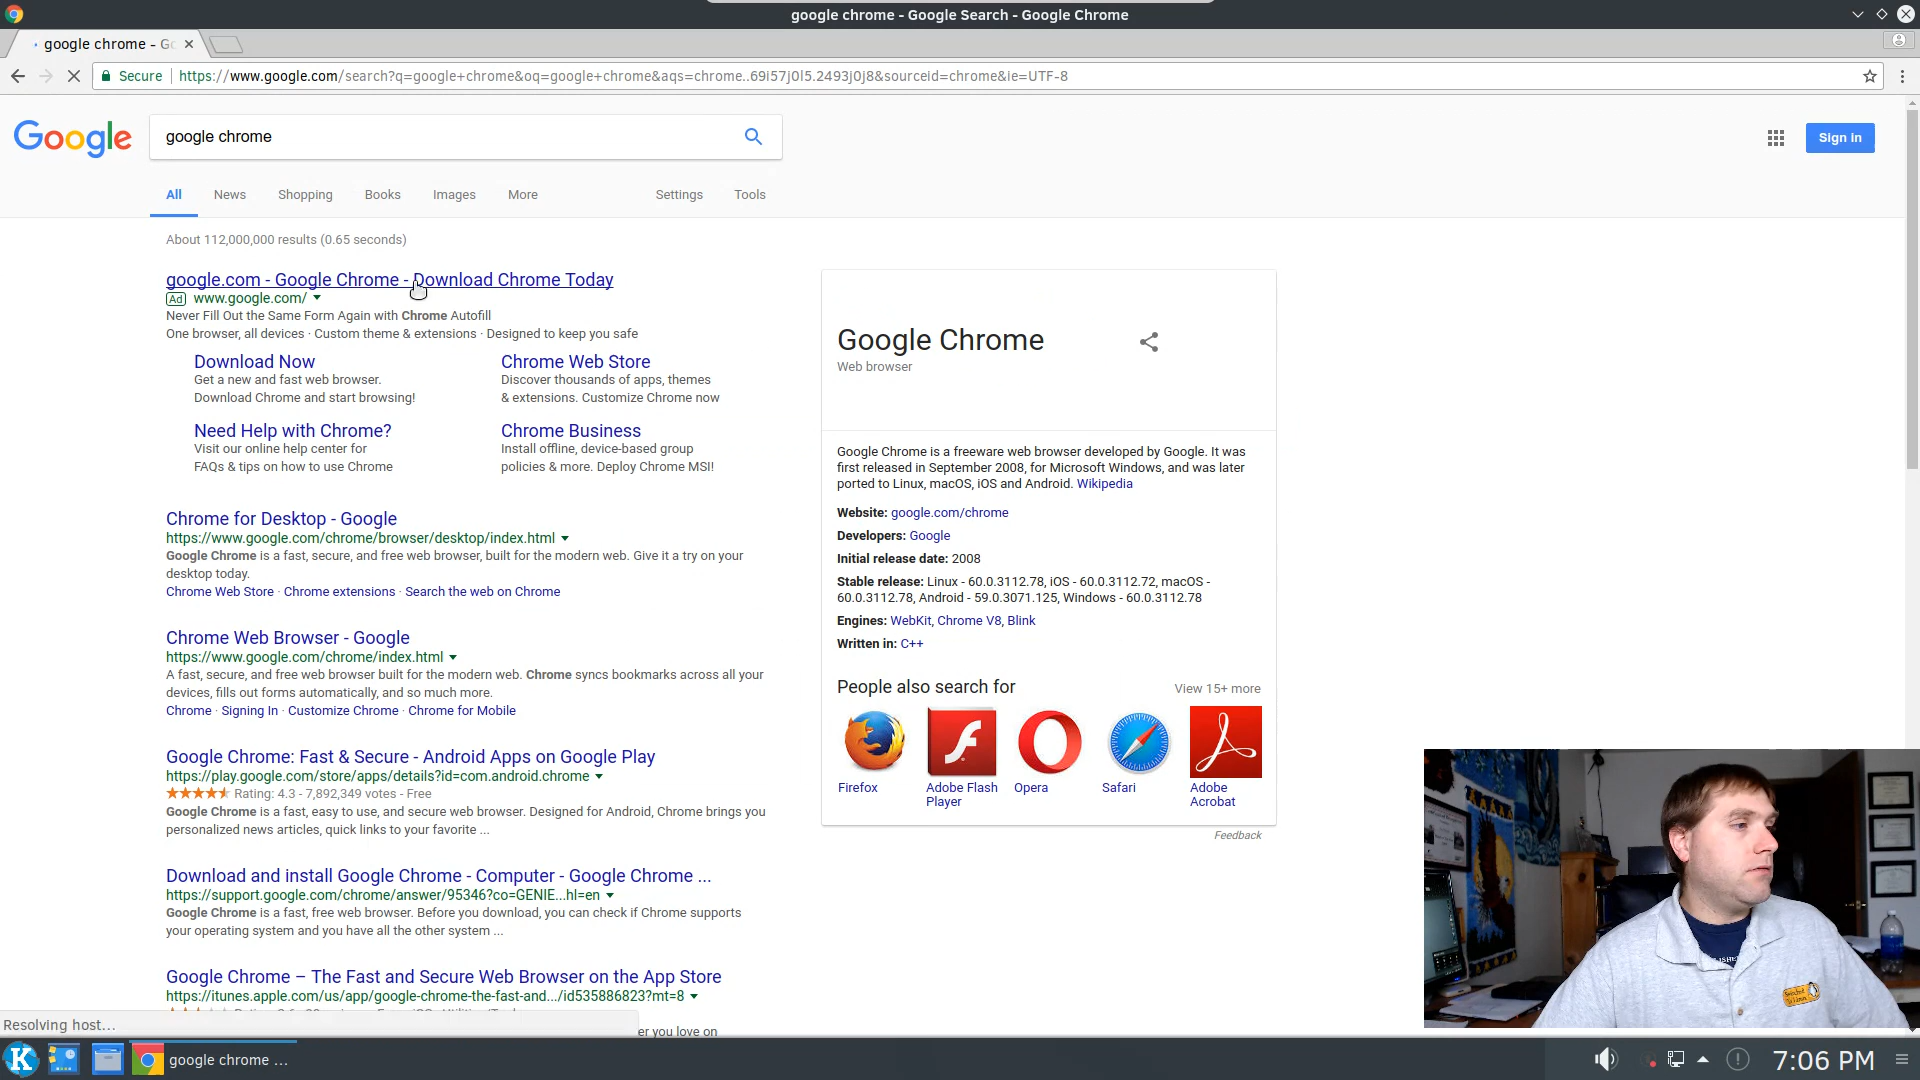 google chrome - Google Search - Google Chrome
google chrome - Go
Secure https://www.google.com/search?q=google+chrome&oq=google+chrome&aqs=chrome..69i57j0l5.2493j0j8&sourceid=chrome&ie=UTF-8
Google google chrome
Sign in
All News Shopping Books Images More Settings Tools
About 112,000,000 results (0.65 seconds)
google.com - Google Chrome - Download Chrome Today
Ad www.google.com/
Never Fill Out the Same Form Again with Chrome Autofill
One browser, all devices · Custom theme & extensions · Designed to keep you safe
Download Now
Get a new and fast web browser.
Download Chrome and start browsing!
Chrome Web Store
Discover thousands of apps, themes
& extensions. Customize Chrome now
Need Help with Chrome?
Visit our online help center for
FAQs & tips on how to use Chrome
Chrome Business
Install offline, device-based group
policies & more. Deploy Chrome MSI!
Chrome for Desktop - Google
https://www.google.com/chrome/browser/desktop/index.html
Google Chrome is a fast, secure, and free web browser, built for the modern web. Give it a try on your
desktop today.
Chrome Web Store · Chrome extensions · Search the web on Chrome
Chrome Web Browser - Google
https://www.google.com/chrome/index.html
A fast, secure, and free web browser built for the modern web. Chrome syncs bookmarks across all your
devices, fills out forms automatically, and so much more.
Chrome · Signing In · Customize Chrome · Chrome for Mobile
Google Chrome: Fast & Secure - Android Apps on Google Play
https://play.google.com/store/apps/details?id=com.android.chrome
Rating: 4.3 - 7,892,349 votes - Free
Google Chrome is a fast, easy to use, and secure web browser. Designed for Android, Chrome brings you
personalized news articles, quick links to your favorite ...
Download and install Google Chrome - Computer - Google Chrome ...
https://support.google.com/chrome/answer/95346?co=GENIE...hl=en
Google Chrome is a fast, free web browser. Before you download, you can check if Chrome supports
your operating system and you have all the other system ...
Google Chrome – The Fast and Secure Web Browser on the App Store
https://itunes.apple.com/us/app/google-chrome-the-fast-and.../id535886823?mt=8
er you love on
Resolving host...
Google Chrome
Web browser
Google Chrome is a freeware web browser developed by Google. It was
first released in September 2008, for Microsoft Windows, and was later
ported to Linux, macOS, iOS and Android. Wikipedia
Website: google.com/chrome
Developers: Google
Initial release date: 2008
Stable release: Linux - 60.0.3112.78, iOS - 60.0.3112.72, macOS -
60.0.3112.78, Android - 59.0.3071.125, Windows - 60.0.3112.78
Engines: WebKit, Chrome V8, Blink
Written in: C++
People also search for View 15+ more
Firefox
Adobe Flash
Player
Opera
Safari
Adobe
Acrobat
Feedback
K google chrome ... 7:06 PM